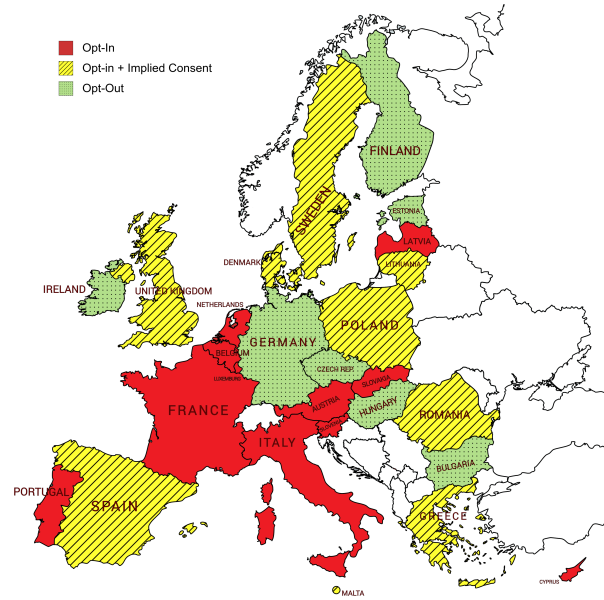 Opt-In
Opt-in + Implied Consent
Opt-Out
FINLAND
SWEDEN
ESTONIA
LATVIA
LITHUANIA
DENMARK
IRELAND
UNITED KINGDOM
NETHERLANDS
POLAND
GERMANY
BELGIUM
CZECH REP.
LUXEMBURG
SLOVAKIA
AUSTRIA
HUNGARY
FRANCE
ROMANIA
SLOVENIA
ITALY
BULGARIA
PORTUGAL
SPAIN
GREECE
CYPRUS
MALTA